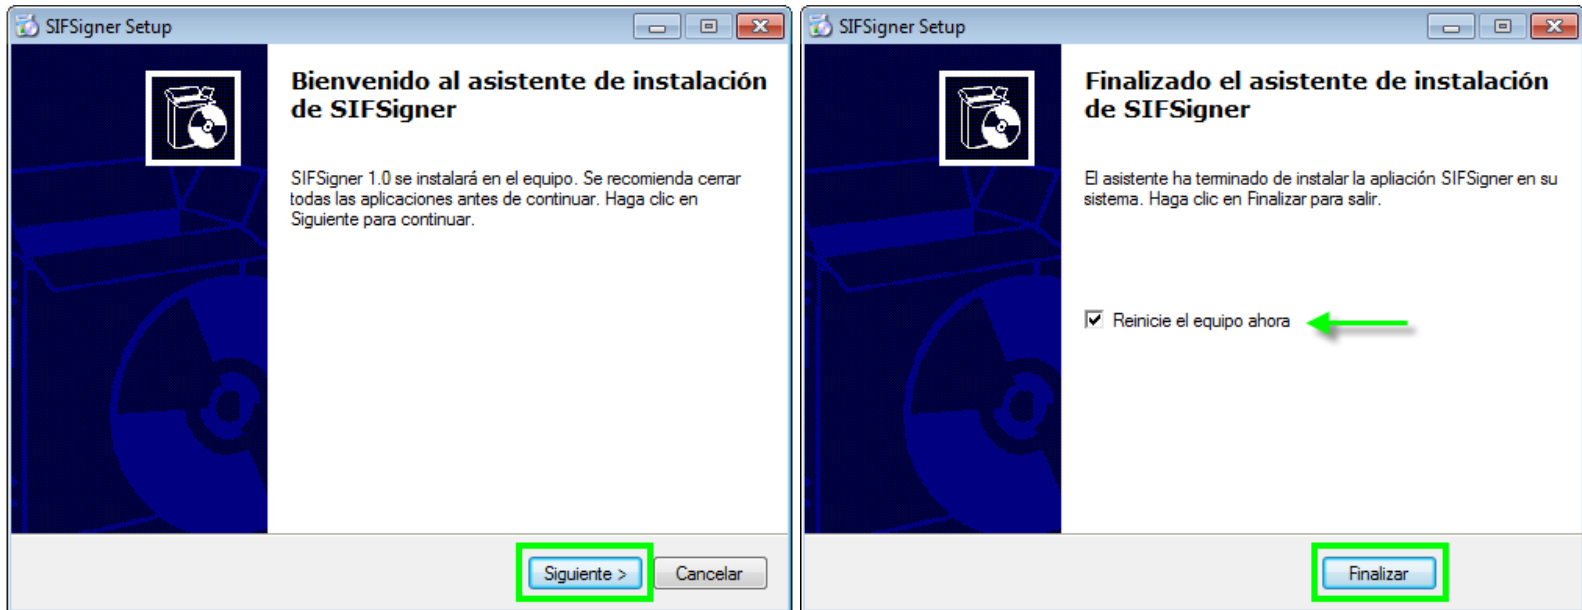 SIFSigner Setup
Bienvenido al asistente de instalación
de SIFSigner
SIFSigner 1.0 se instalará en el equipo. Se recomienda cerrar
todas las aplicaciones antes de continuar. Haga clic en
Siguiente para continuar.
Siguiente >
Cancelar
SIFSigner Setup
Finalizado el asistente de instalación
de SIFSigner
El asistente ha terminado de instalar la apliación SIFSigner en su
sistema. Haga clic en Finalizar para salir.
Reinicie el equipo ahora
Finalizar